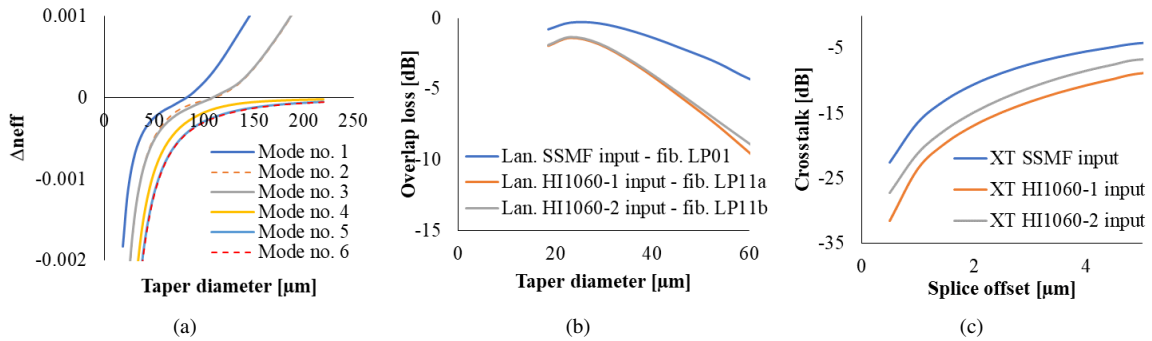 0.001
0
-0.001
-0.002
0 50 100 150 200 250
Δneff
Mode no. 1
Mode no. 2
Mode no. 3
Mode no. 4
Mode no. 5
Mode no. 6
Taper diameter [µm]
(a)
0
-5
-10
-15
0 20 40 60
Overlap loss [dB]
Lan. SSMF input - fib. LP01
Lan. HI1060-1 input - fib. LP11a
Lan. HI1060-2 input - fib. LP11b
Taper diameter [µm]
(b)
-5
-15
-25
-35
0 2 4
Crosstalk [dB]
XT SSMF input
XT HI1060-1 input
XT HI1060-2 input
Splice offset [µm]
(c)